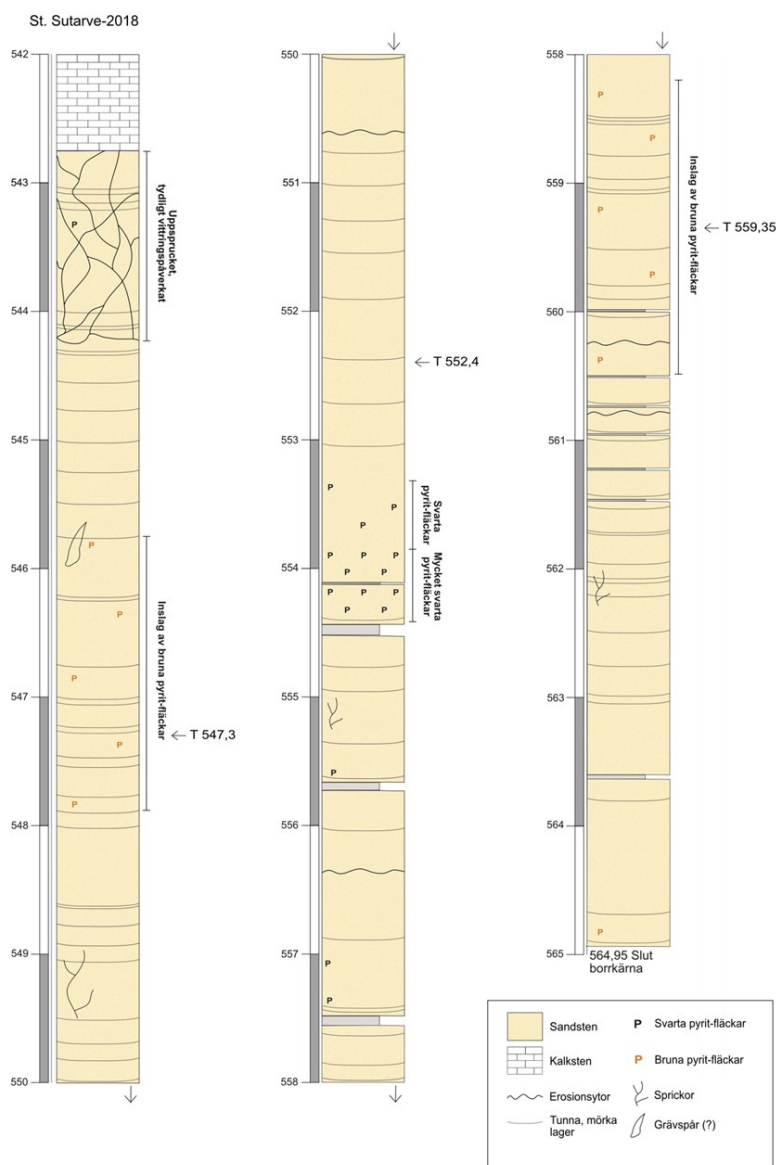 St. Sutarve-2018
542
543
544
545
546
547
548
549
550
P
Uppsprucket,
tydligt vittringspåverkat
P
P
P
P
P
Inslag av bruna pyrit-fläckar
T 547,3
550
551
552
553
554
555
556
557
558
T 552,4
P
P
P
Svarta
pyrit-fläckar
P P P
P P
P P P
P P
Mycket svarta
pyrit-fläckar
P
P
P
558
559
560
561
562
563
564
565
P
P
P
P
P
Inslag av bruna pyrit-fläckar
T 559,35
P
564,95 Slut
borrkärna
Sandsten
Kalksten
Erosionsytor
Tunna, mörka
lager
P Svarta pyrit-fläckar
P Bruna pyrit-fläckar
Sprickor
Grävspår (?)